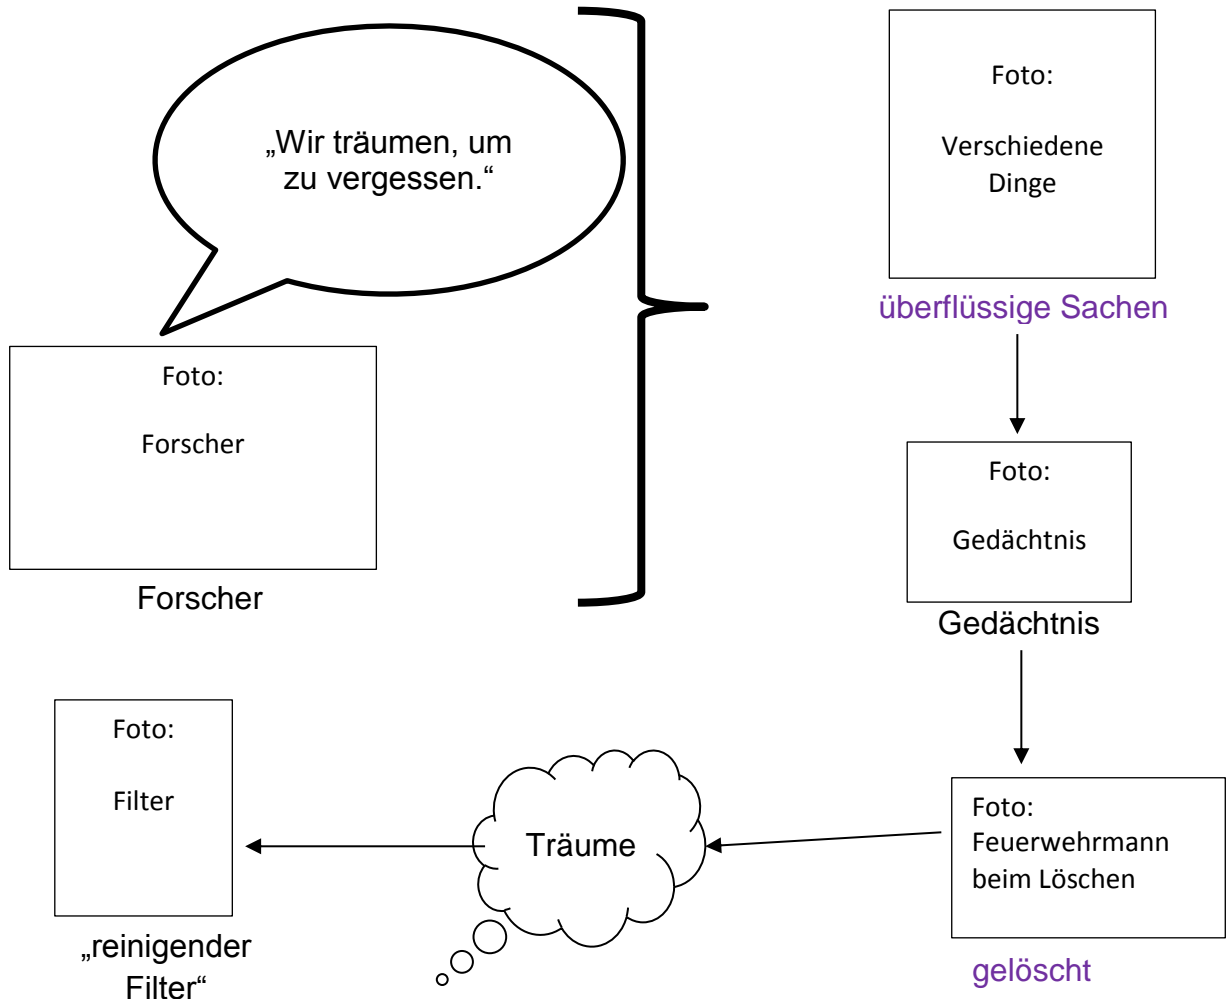 „Wir träumen, um
zu vergessen.“
Foto:
Forscher
Forscher
Foto:
Verschiedene
Dinge
überflüssige Sachen
Foto:
Gedächtnis
Gedächtnis
Foto:
Feuerwehrmann
beim Löschen
gelöscht
Träume
Foto:
Filter
„reinigender
Filter“